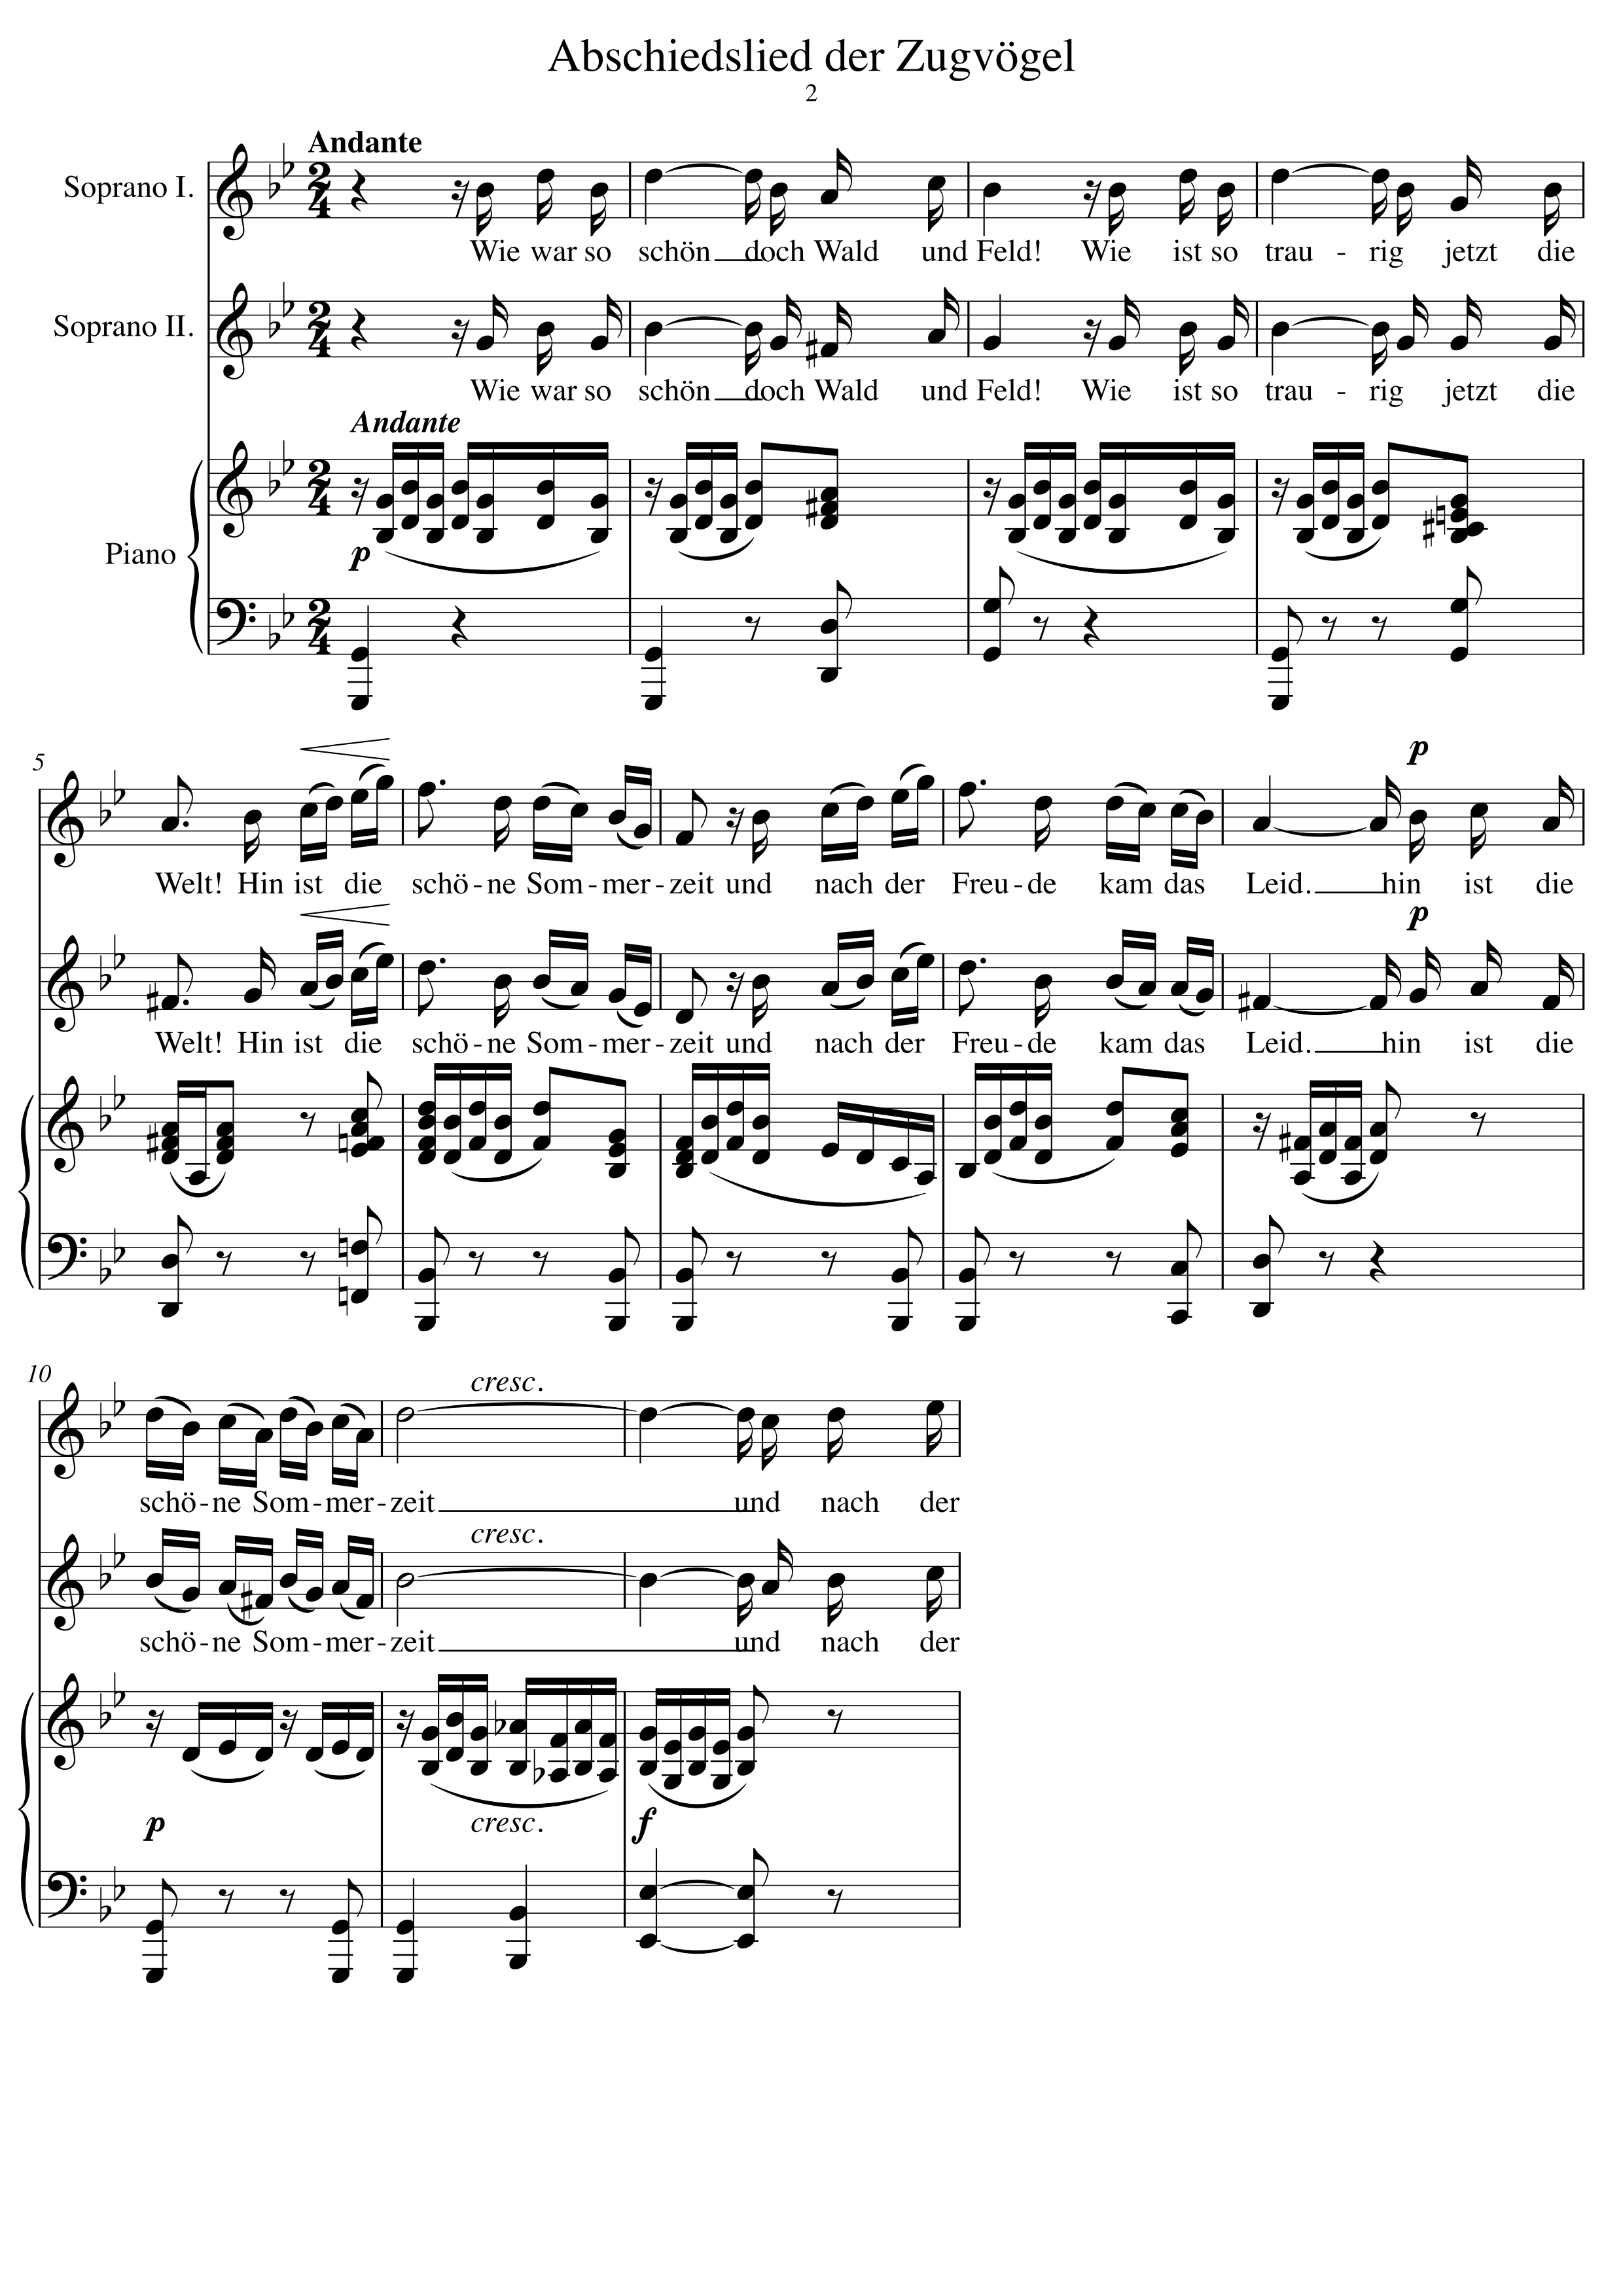 Abschiedslied der Zugvögel
2
Andante
Soprano I.
Wie war so schön doch Wald und Feld! Wie ist so trau - rig jetzt die
Soprano II.
Wie war so schön doch Wald und Feld! Wie ist so trau - rig jetzt die
Andante
Piano
p
5
p
Welt! Hin ist die schö - ne Som - mer - zeit und nach der Freu - de kam das Leid. hin ist die
p
Welt! Hin ist die schö - ne Som - mer - zeit und nach der Freu - de kam das Leid. hin ist die
10
cresc.
schö - ne Som - mer - zeit und nach der
cresc.
schö - ne Som - mer - zeit und nach der
p cresc. f